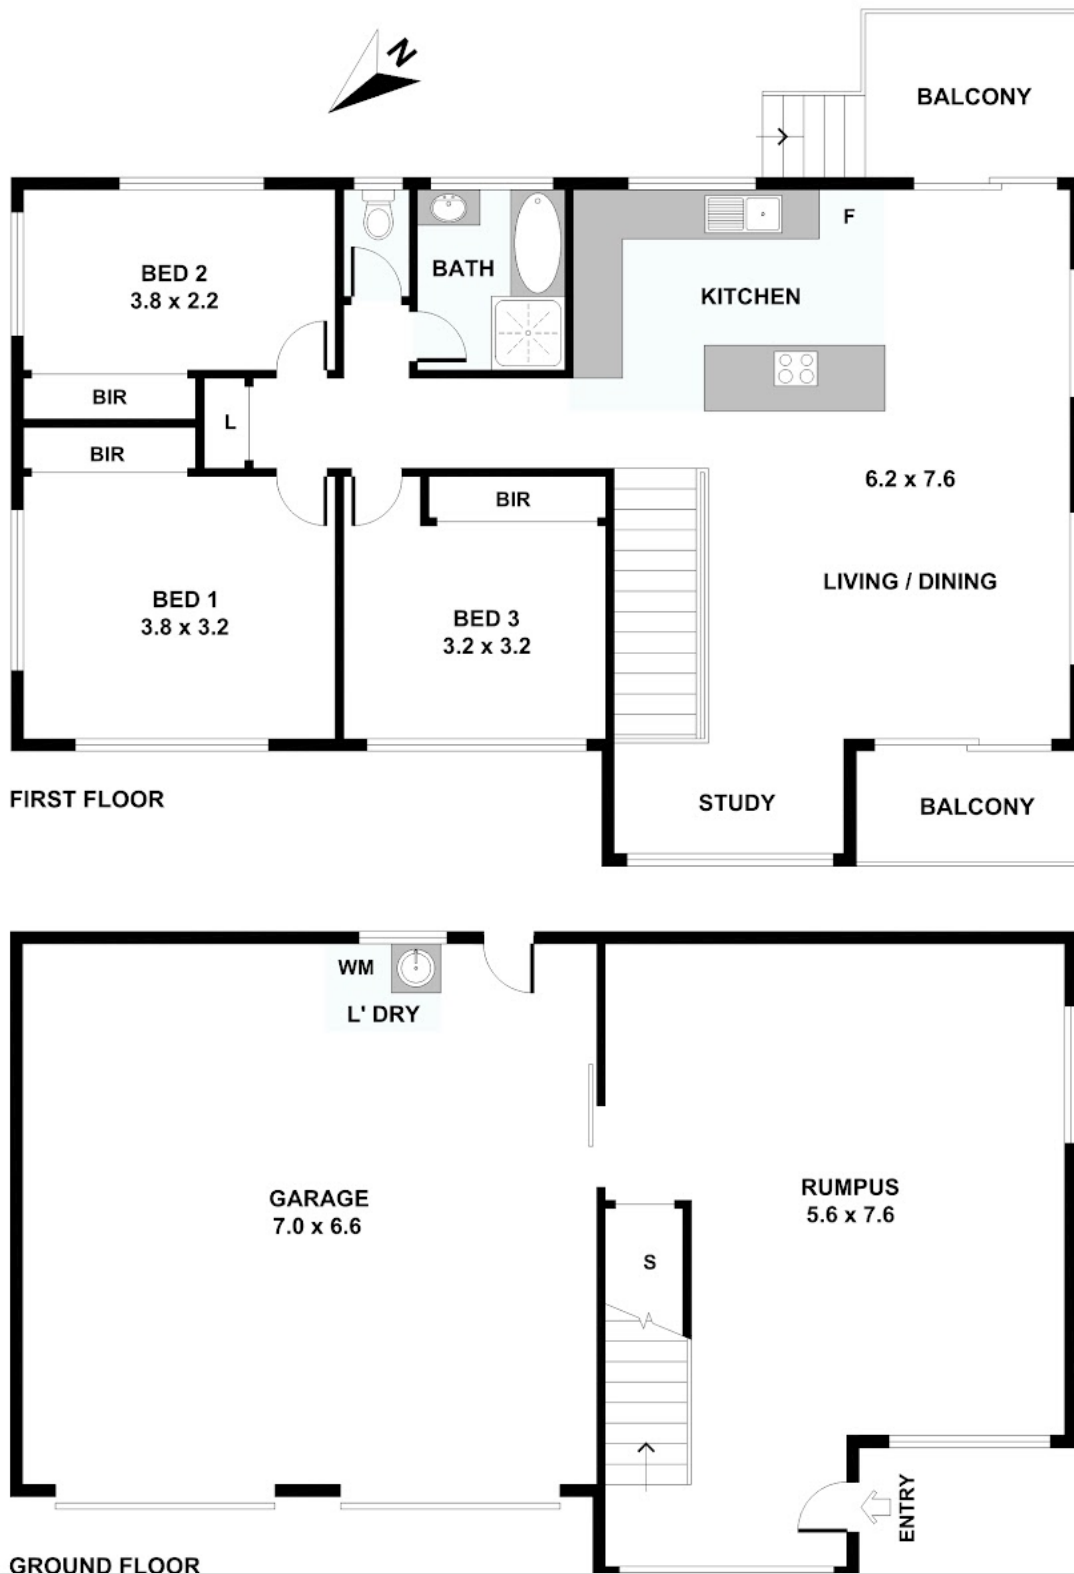 N
BALCONY
BED 2
3.8 x 2.2
BATH
F
KITCHEN
BIR
L
BIR
BIR
6.2 x 7.6
LIVING / DINING
BED 1
3.8 x 3.2
BED 3
3.2 x 3.2
FIRST FLOOR
STUDY
BALCONY
WM
L' DRY
GARAGE
7.0 x 6.6
RUMPUS
5.6 x 7.6
S
ENTRY
GROUND FLOOR